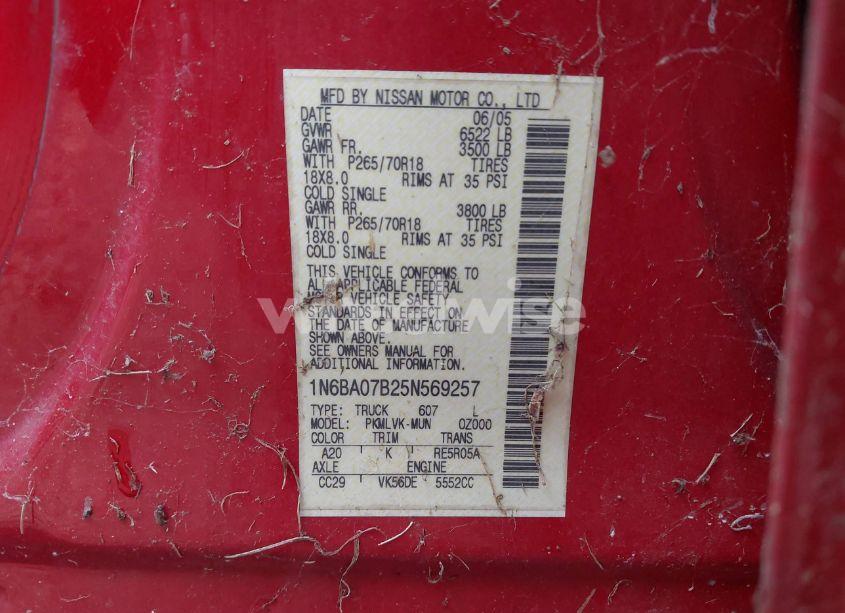 MFD BY NISSAN MOTOR CO., LTD
DATE 06/05
GVWR 6522 LB
GAWR FR. 3500 LB
WITH P265/70R18 TIRES
18X8.0 RIMS AT 35 PSI
COLD SINGLE
GAWR RR. 3800 LB
WITH P265/70R18 TIRES
18X8.0 RIMS AT 35 PSI
COLD SINGLE
THIS VEHICLE CONFORMS TO
ALL APPLICABLE FEDERAL
MOTOR VEHICLE SAFETY
STANDARDS IN EFFECT ON
THE DATE OF MANUFACTURE
SHOWN ABOVE.
SEE OWNERS MANUAL FOR
ADDITIONAL INFORMATION.
1N6BA07B25N569257
TYPE: TRUCK 607 L
MODEL: PKMLVK-MUN 0Z000
COLOR TRIM TRANS
A20 K RE5R05A
AXLE ENGINE
CC29 VK56DE 5552CC